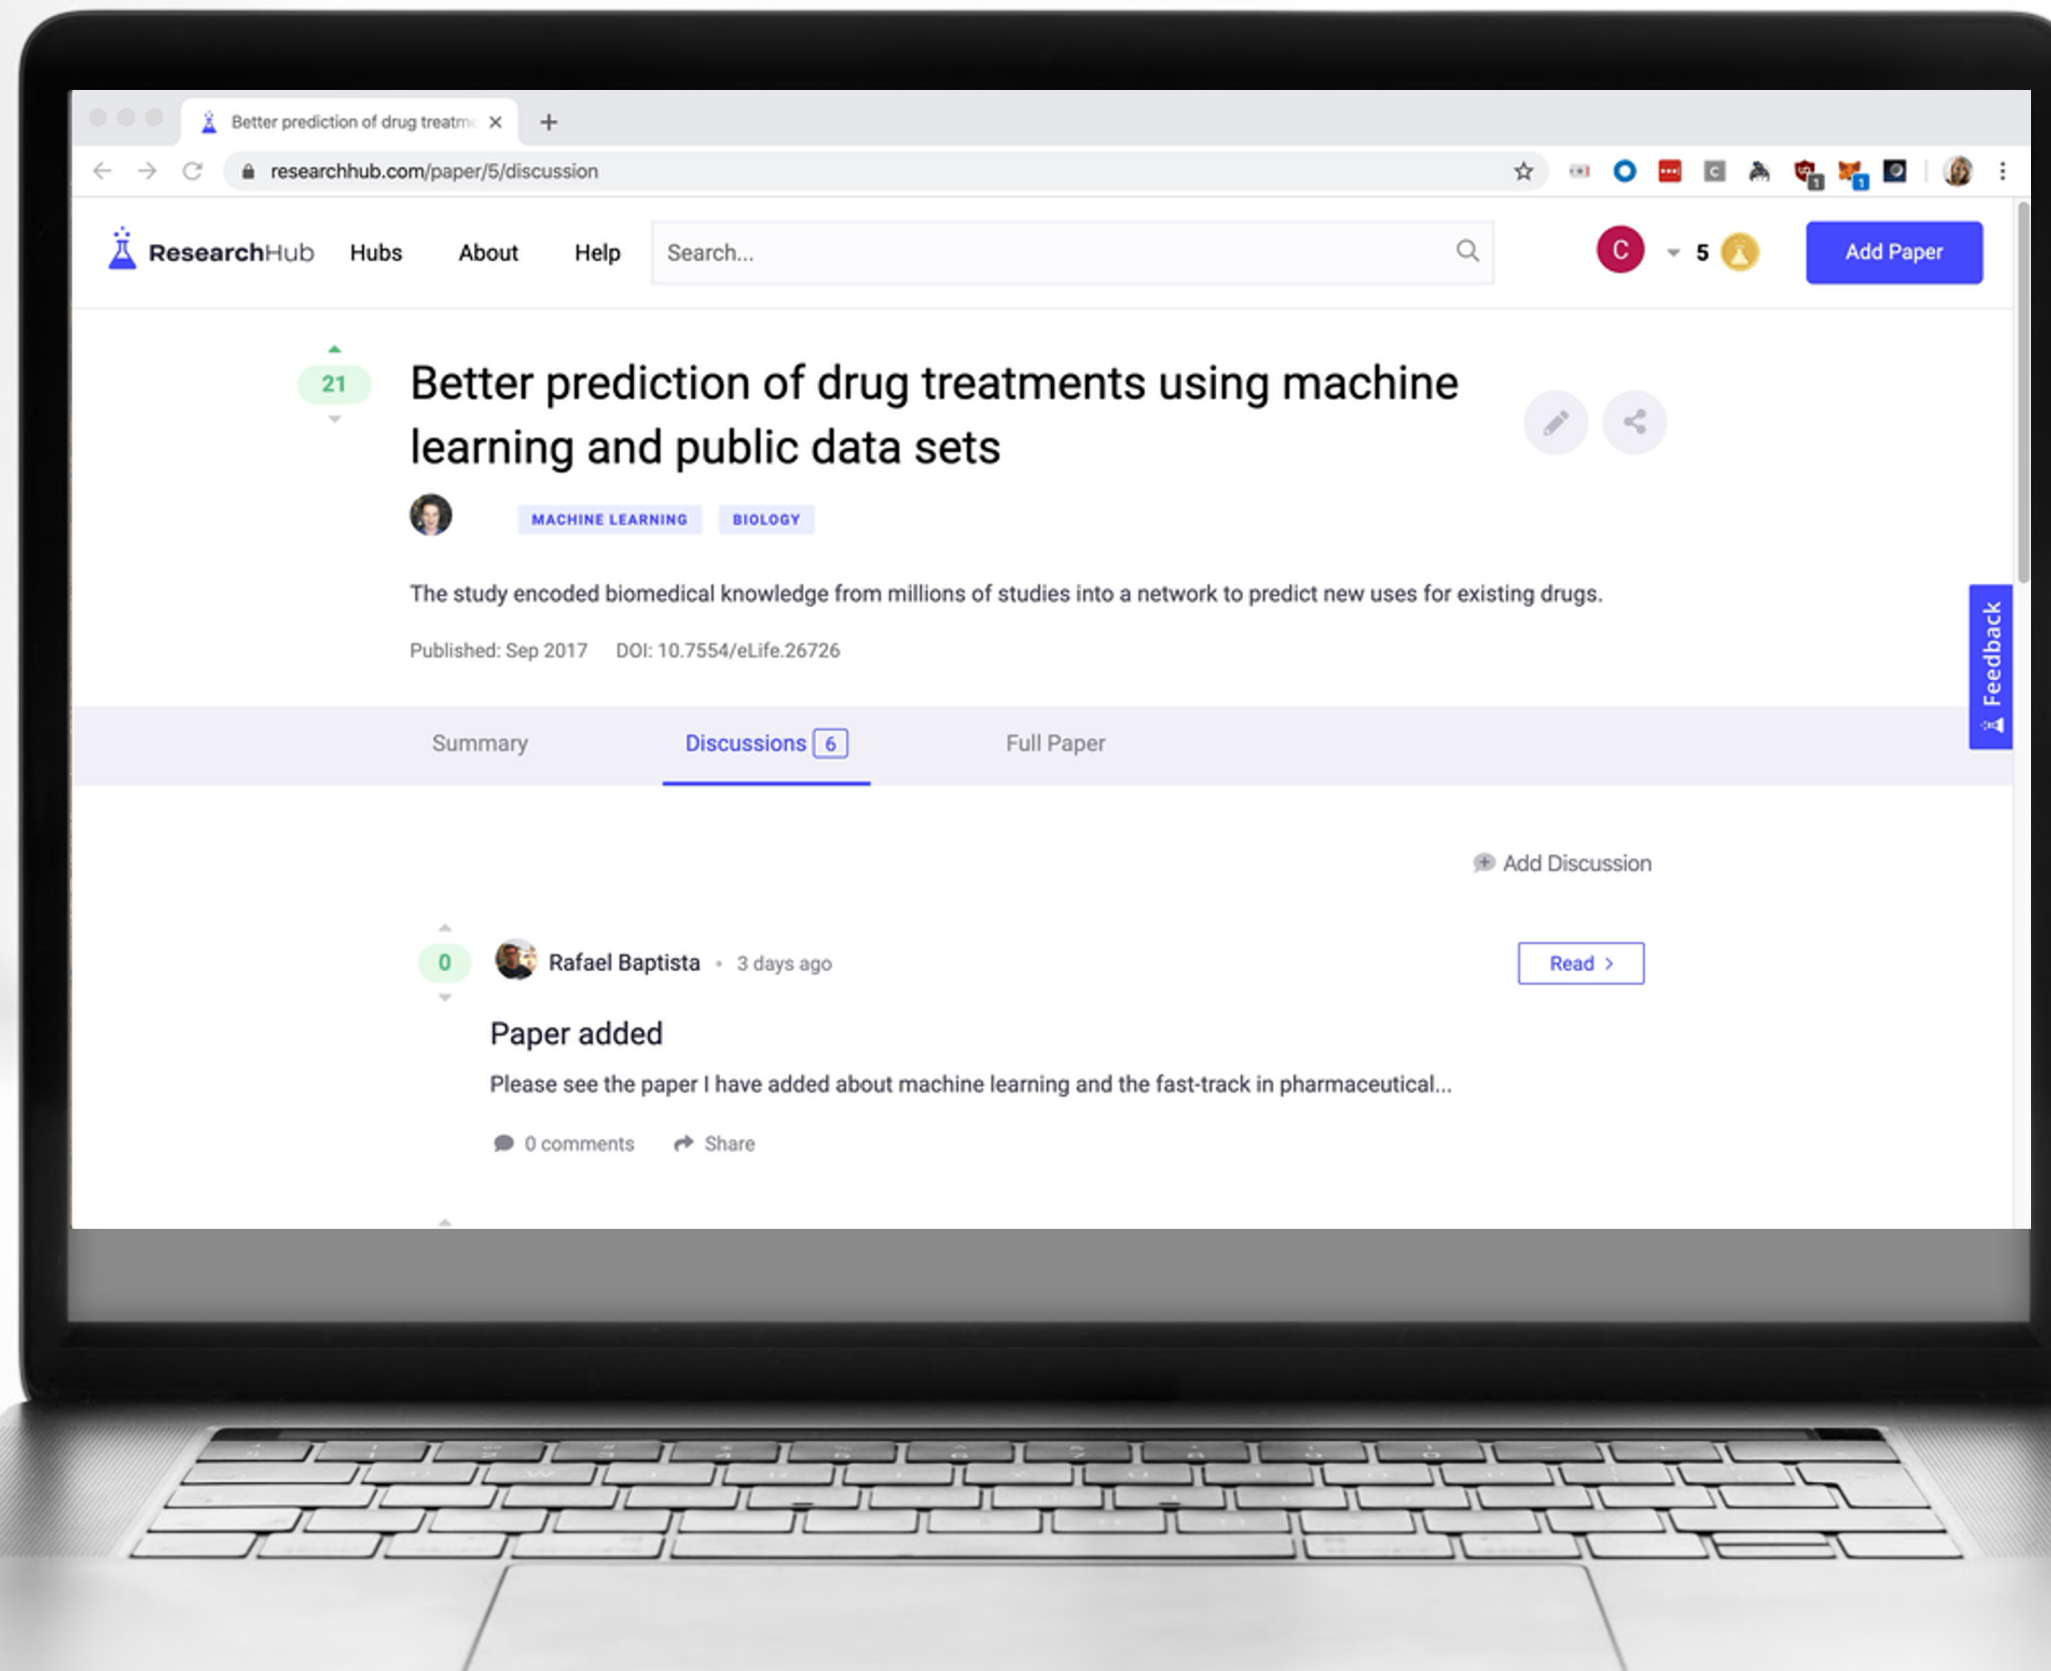 Better prediction of drug treatme
researchhub.com/paper/5/discussion
C
1
1
ResearchHub Hubs About Help Search... C 5 Add Paper
21
Better prediction of drug treatments using machine
learning and public data sets
MACHINE LEARNING BIOLOGY
The study encoded biomedical knowledge from millions of studies into a network to predict new uses for existing drugs.
Published: Sep 2017 DOI: 10.7554/eLife.26726
Feedback
Summary Discussions 6 Full Paper
Add Discussion
0 Rafael Baptista • 3 days ago Read >
Paper added
Please see the paper I have added about machine learning and the fast-track in pharmaceutical...
0 comments Share